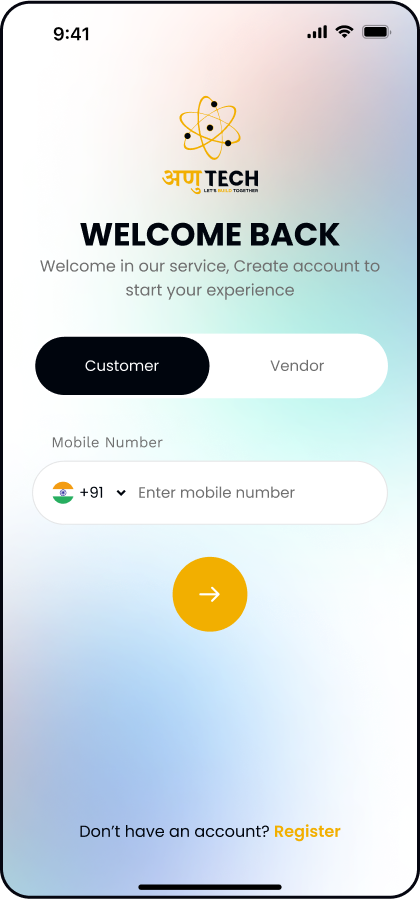 9:41
अणु TECH
LET'S BUILD TOGETHER
WELCOME BACK
Welcome in our service, Create account to
start your experience
Customer Vendor
Mobile Number
+91 Enter mobile number
Don't have an account? Register